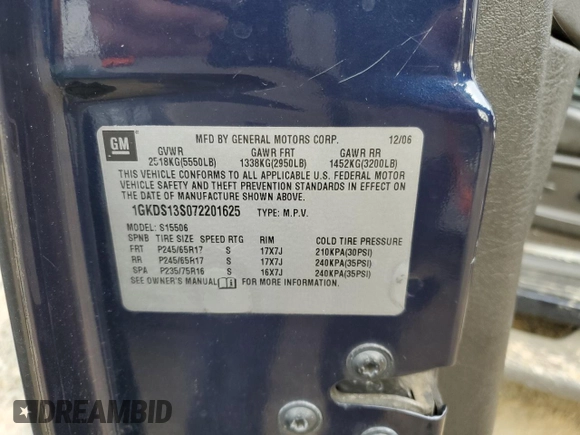 GM
MFD BY GENERAL MOTORS CORP. 12/06
GVWR GAWR FRT GAWR RR
2518KG(5550LB) 1338KG(2950LB) 1452KG(3200LB)
THIS VEHICLE CONFORMS TO ALL APPLICABLE U.S. FEDERAL MOTOR
VEHICLE SAFETY AND THEFT PREVENTION STANDARDS IN EFFECT ON
THE DATE OF MANUFACTURE SHOWN ABOVE.
1GKDS13S072201625 TYPE: M.P.V.
MODEL: S15506
SPNB TIRE SIZE SPEED RTG RIM COLD TIRE PRESSURE
FRT P245/65R17 S 17X7J 210KPA(30PSI)
RR P245/65R17 S 17X7J 240KPA(35PSI)
SPA P235/75R16 S 16X7J 240KPA(35PSI)
SEE OWNER'S MANUAL FOR MORE INFORMATION.
DREAMBID